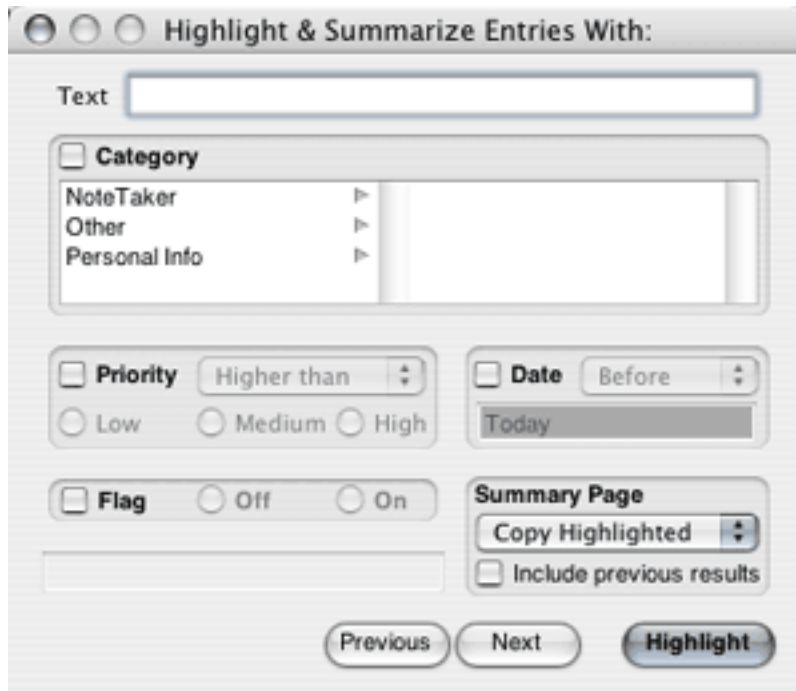 Highlight & Summarize Entries With:
Text
Category
NoteTaker
Other
Personal Info
Priority Higher than
Low Medium High
Date Before
Today
Flag Off On
Summary Page
Copy Highlighted
Include previous results
Previous Next Highlight